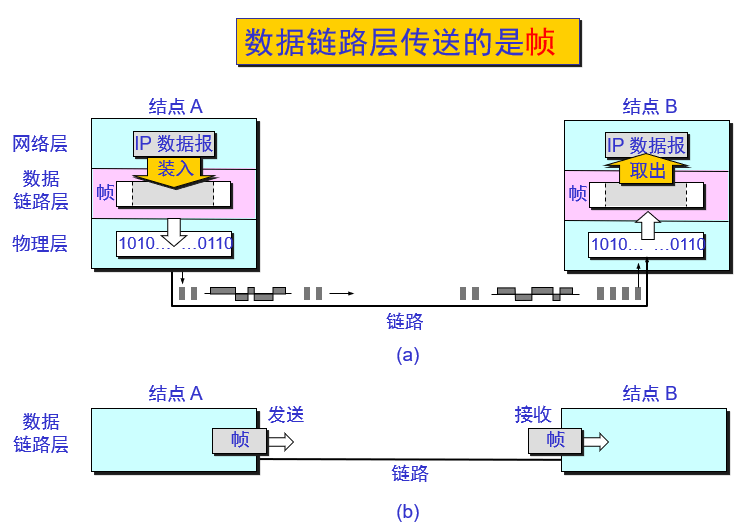 数据链路层传送的是帧
结点 A
结点 B
网络层
IP 数据报
IP 数据报
装入
取出
数据
链路层
帧
帧
物理层
1010… …0110
1010… …0110
链路
(a)
结点 A
结点 B
数据
链路层
发送
接收
帧
帧
链路
(b)